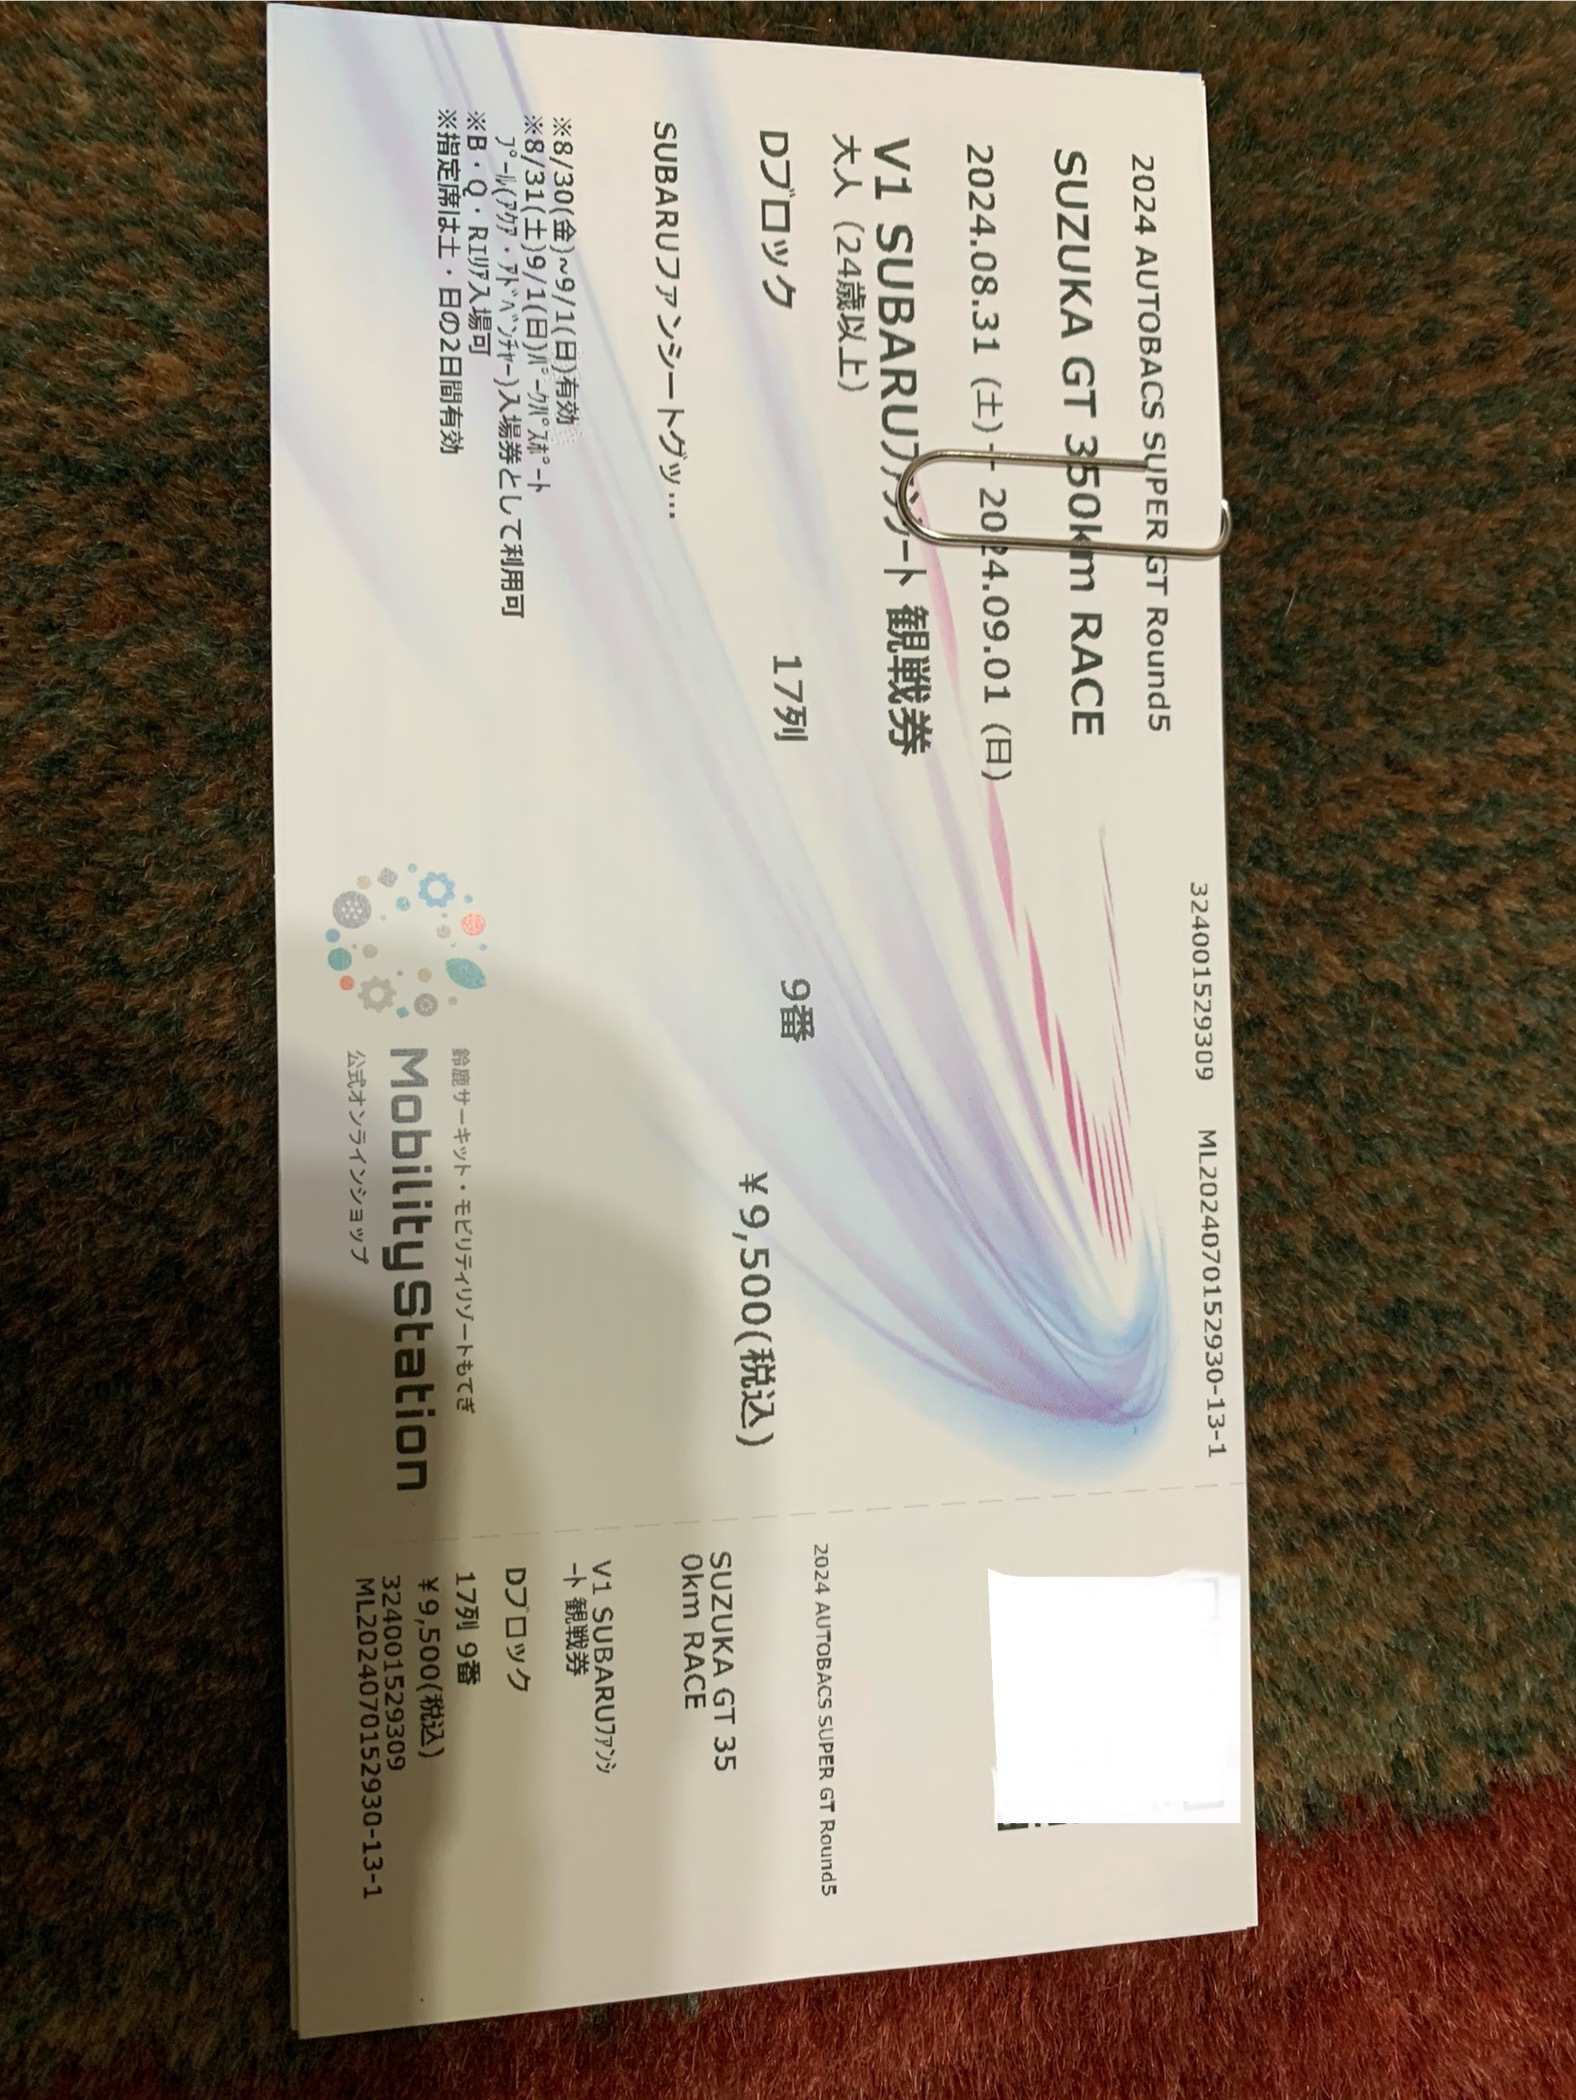 324001529309 ML2024070152930-13-1
2024 AUTOBACS SUPER GT Round5
SUZUKA GT 350km RACE
2024.08.31 (土) - 2024.09.01 (日)
V1 SUBARUﾌｧﾝｼート 観戦券
大人 (24歳以上)
Dブロック 17列 9番
¥9,500(税込)
SUBARUファンシートグッ...
※8/30(金)~9/1(日)有効
※8/31(土)9/1(日)ﾊﾟｰｸﾊﾟｽﾎﾟｰﾄ
ﾌﾟｰﾙ(ｱｸｱ・ｱﾄﾞﾍﾞﾝﾁｬｰ)入場券として利用可
※B・Q・Rｴﾘｱ入場可
※指定席は土・日の2日間有効
鈴鹿サーキット・モビリティリゾートもてぎ
MobilityStation
公式オンラインショップ
2024 AUTOBACS SUPER GT Round5
SUZUKA GT 35
0km RACE
V1 SUBARUﾌｧﾝｼ
ｰﾄ 観戦券
Dブロック
17列 9番
¥9,500(税込)
324001529309
ML2024070152930-13-1